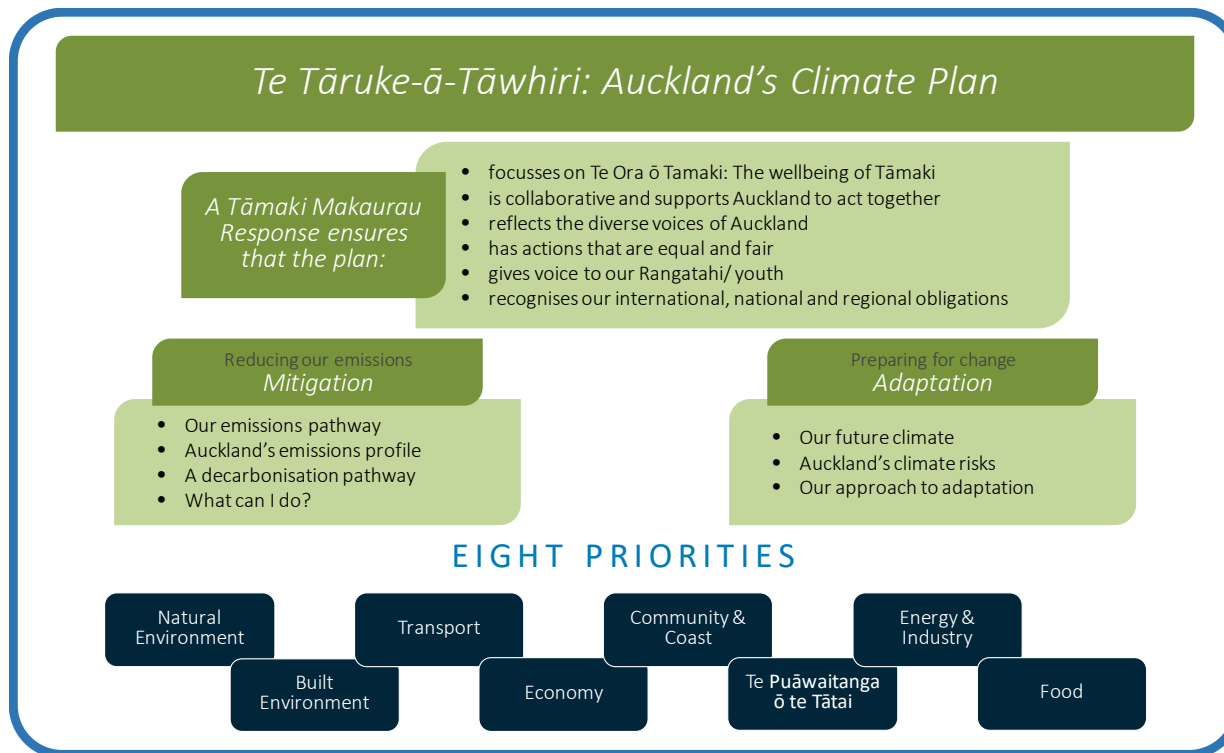 Te Tāruke-ā-Tāwhiri: Auckland's Climate Plan
A Tāmaki Makaurau
Response ensures
that the plan:
• focusses on Te Ora ō Tamaki: The wellbeing of Tāmaki
• is collaborative and supports Auckland to act together
• reflects the diverse voices of Auckland
• has actions that are equal and fair
• gives voice to our Rangatahi/ youth
• recognises our international, national and regional obligations
Reducing our emissions
Mitigation
• Our emissions pathway
• Auckland's emissions profile
• A decarbonisation pathway
• What can I do?
Preparing for change
Adaptation
• Our future climate
• Auckland's climate risks
• Our approach to adaptation
EIGHT PRIORITIES
Natural
Environment
Built
Environment
Transport
Economy
Community &
Coast
Te Puāwaitanga
ō te Tātai
Energy &
Industry
Food